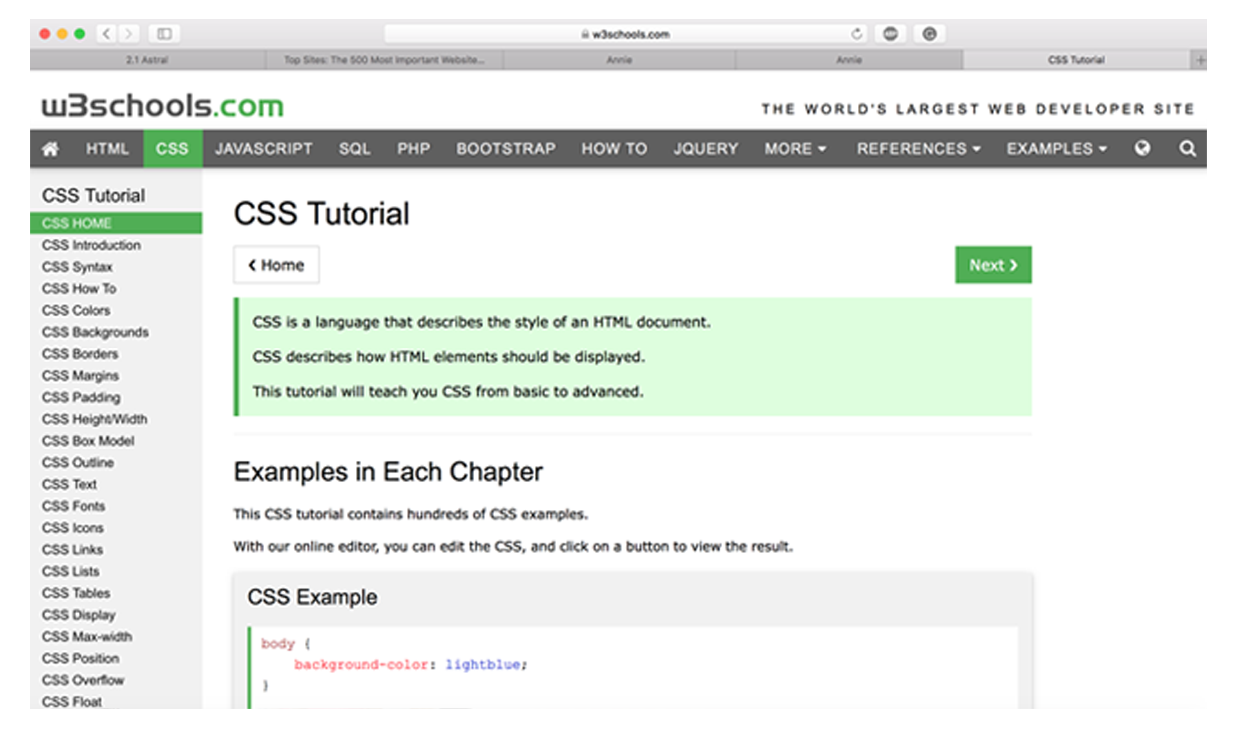 w3schools.com
2.1 Astral
Top Sites: The 500 Most Important Website...
Annie
Annie
CSS Tutorial
w3schools.com
THE WORLD'S LARGEST WEB DEVELOPER SITE
HTML CSS JAVASCRIPT SQL PHP BOOTSTRAP HOW TO JQUERY MORE REFERENCES EXAMPLES
CSS Tutorial
CSS HOME
CSS Introduction
CSS Syntax
CSS How To
CSS Colors
CSS Backgrounds
CSS Borders
CSS Margins
CSS Padding
CSS Height/Width
CSS Box Model
CSS Outline
CSS Text
CSS Fonts
CSS Icons
CSS Links
CSS Lists
CSS Tables
CSS Display
CSS Max-width
CSS Position
CSS Overflow
CSS Float
CSS Tutorial
❮ Home
Next ❯
CSS is a language that describes the style of an HTML document.
CSS describes how HTML elements should be displayed.
This tutorial will teach you CSS from basic to advanced.
Examples in Each Chapter
This CSS tutorial contains hundreds of CSS examples.
With our online editor, you can edit the CSS, and click on a button to view the result.
CSS Example
body {
    background-color: lightblue;
}